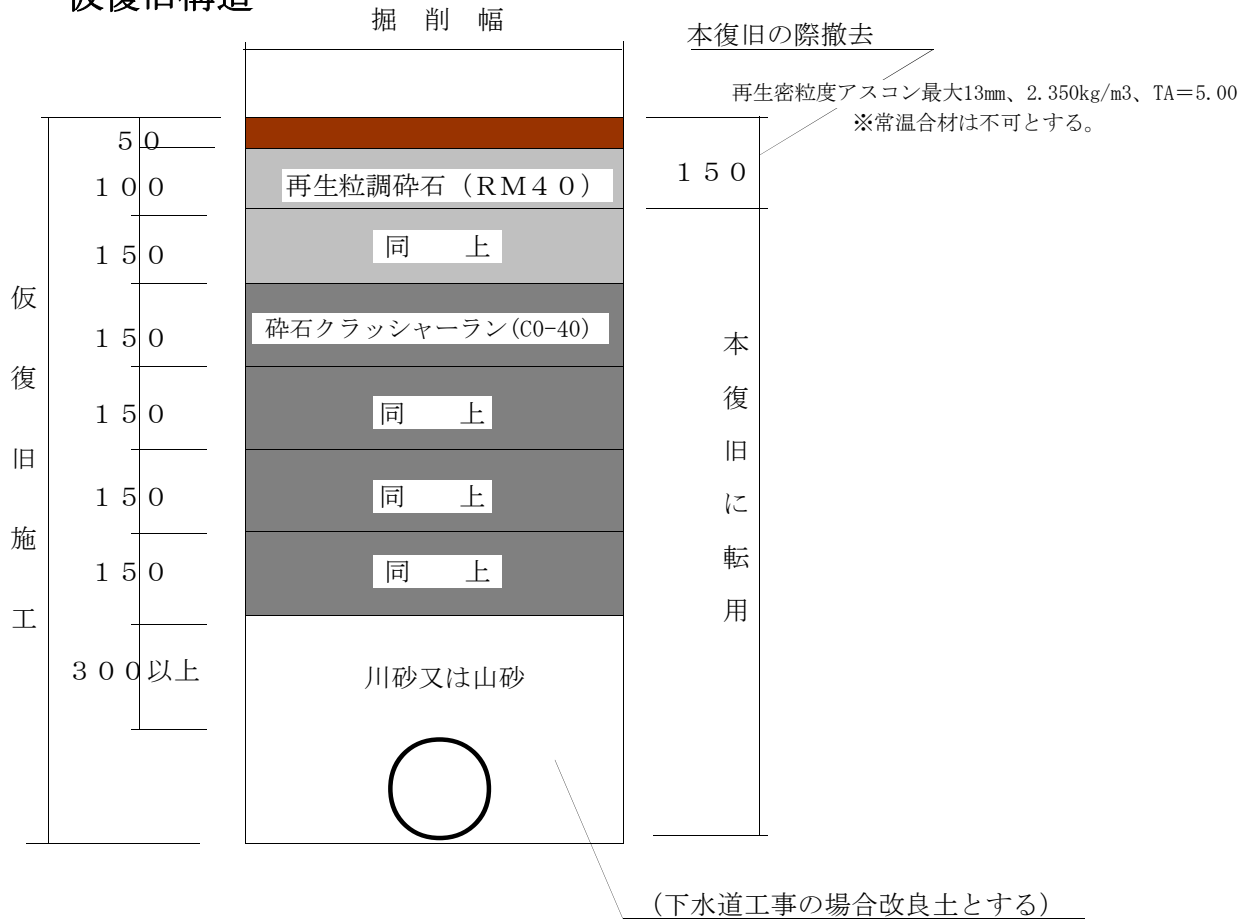 仮復旧構造
掘削幅
本復旧の際撤去
再生密粒度アスコン最大13mm、2.350kg/m3、TA＝5.00
※常温合材は不可とする。
５０
１００
再生粒調砕石（ＲＭ４０）
１５０
１５０
同上
１５０
砕石クラッシャーラン(C0-40)
１５０
同上
１５０
同上
１５０
同上
３００以上
川砂又は山砂
仮復旧施工
本復旧に転用
(下水道工事の場合改良土とする)